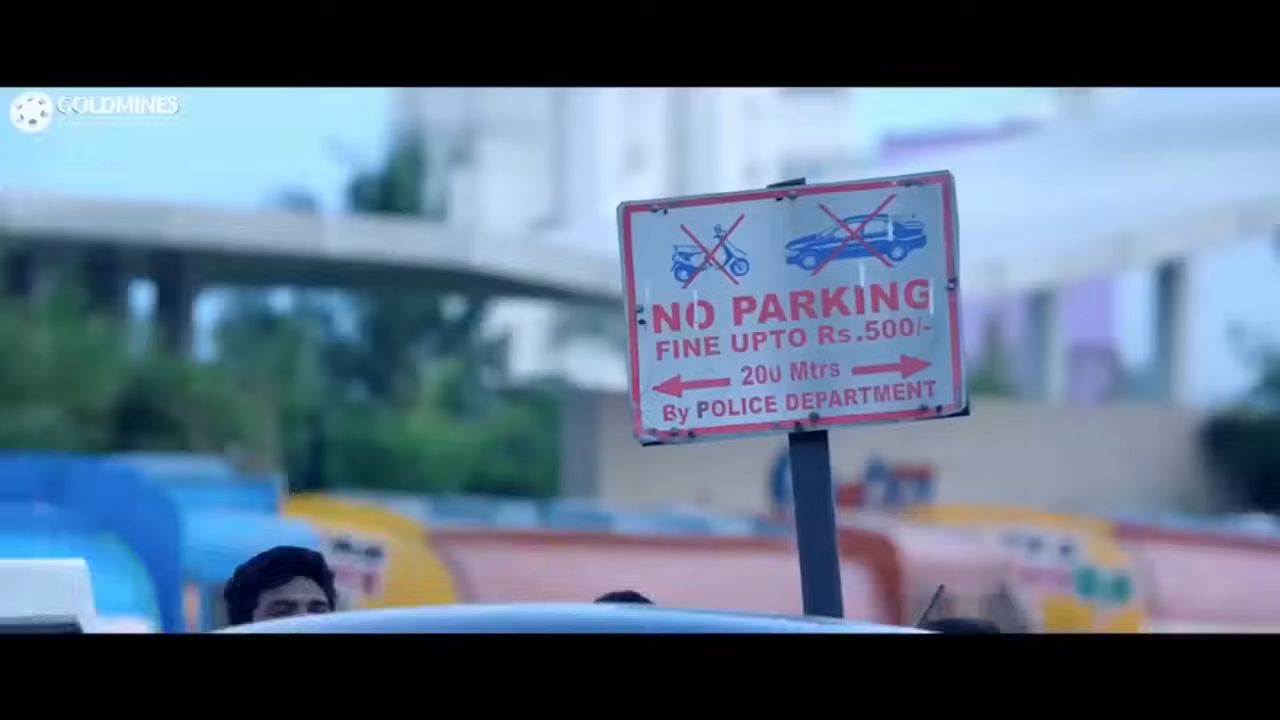 GOLDMINES
NO PARKING
FINE UPTO Rs.500/-
200 Mtrs
By POLICE DEPARTMENT